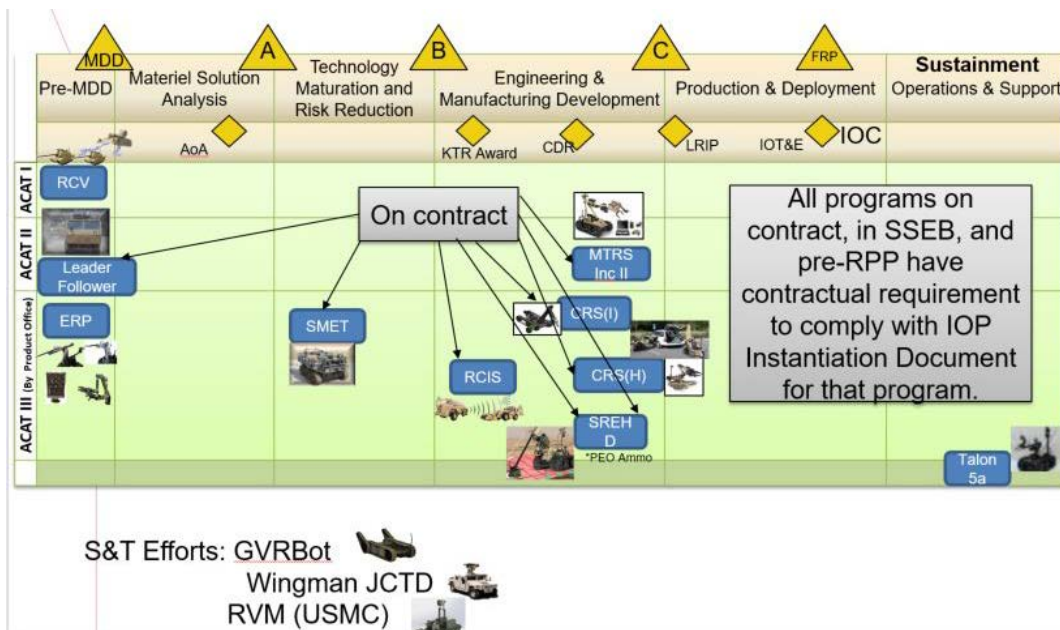 MDD
A
B
C
FRP
Pre-MDD
Materiel Solution
Analysis
Technology
Maturation and
Risk Reduction
Engineering &
Manufacturing Development
Production & Deployment
Sustainment
Operations & Support
AoA
KTR Award
CDR
LRIP
IOT&E
IOC
ACAT I
RCV
ACAT II
Leader
Follower
On contract
MTRS
Inc II
All programs on
contract, in SSEB, and
pre-RPP have
contractual requirement
to comply with IOP
Instantiation Document
for that program.
ACAT III (By Product Office)
ERP
SMET
CRS(I)
RCIS
CRS(H)
SREH
D
*PEO Ammo
Talon
5a
S&T Efforts: GVRBot
Wingman JCTD
RVM (USMC)